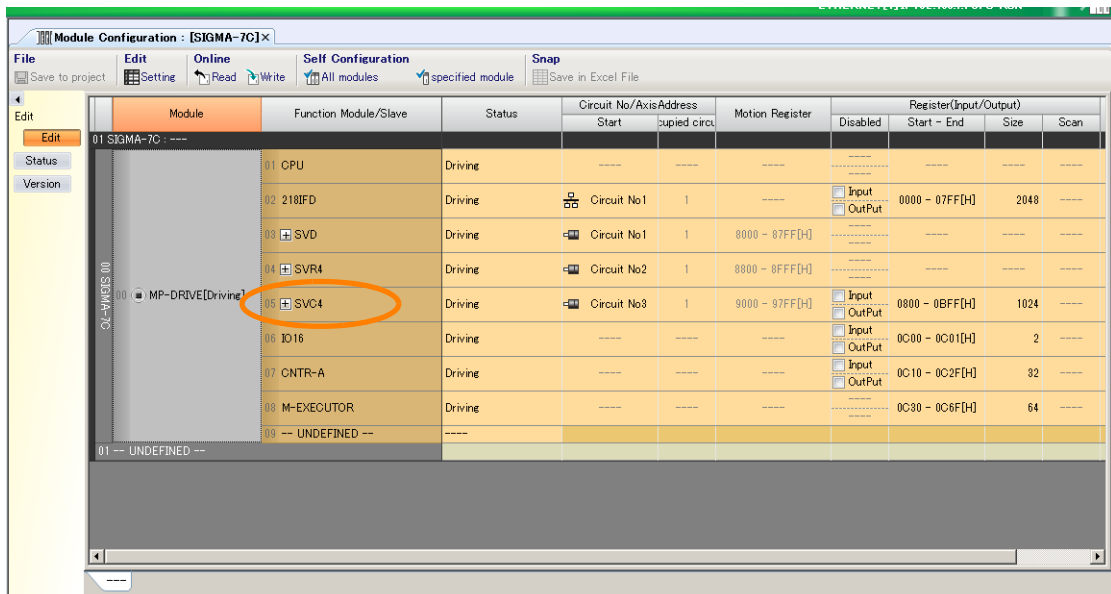 Module Configuration : [SIGMA-7C]×
File Edit Online Self Configuration Snap
Save to project Setting Read Write All modules specified module Save in Excel File
Edit
Edit
Status
Version
Module Function Module/Slave Status Circuit No/AxisAddress Motion Register Register(Input/Output)
Start cupied circu Disabled Start - End Size Scan
01 SIGMA-7C : ---
00 SIGMA-7C
00 MP-DRIVE[Driving]
01 CPU Driving ---- ---- ---- ---- ---- ---- ---- ----
02 218IFD Driving Circuit No1 1 ---- Input OutPut 0000 - 07FF[H] 2048 ----
03 + SVD Driving Circuit No1 1 8000 - 87FF[H] ---- ---- ---- ---- ----
04 + SVR4 Driving Circuit No2 1 8800 - 8FFF[H] ---- ---- ---- ---- ----
05 + SVC4 Driving Circuit No3 1 9000 - 97FF[H] Input OutPut 0800 - 0BFF[H] 1024 ----
06 IO16 Driving ---- ---- ---- Input OutPut 0C00 - 0C01[H] 2 ----
07 CNTR-A Driving ---- ---- ---- Input OutPut 0C10 - 0C2F[H] 32 ----
08 M-EXECUTOR Driving ---- ---- ---- ---- ---- 0C30 - 0C6F[H] 64 ----
09 -- UNDEFINED -- ----
01 -- UNDEFINED --
---